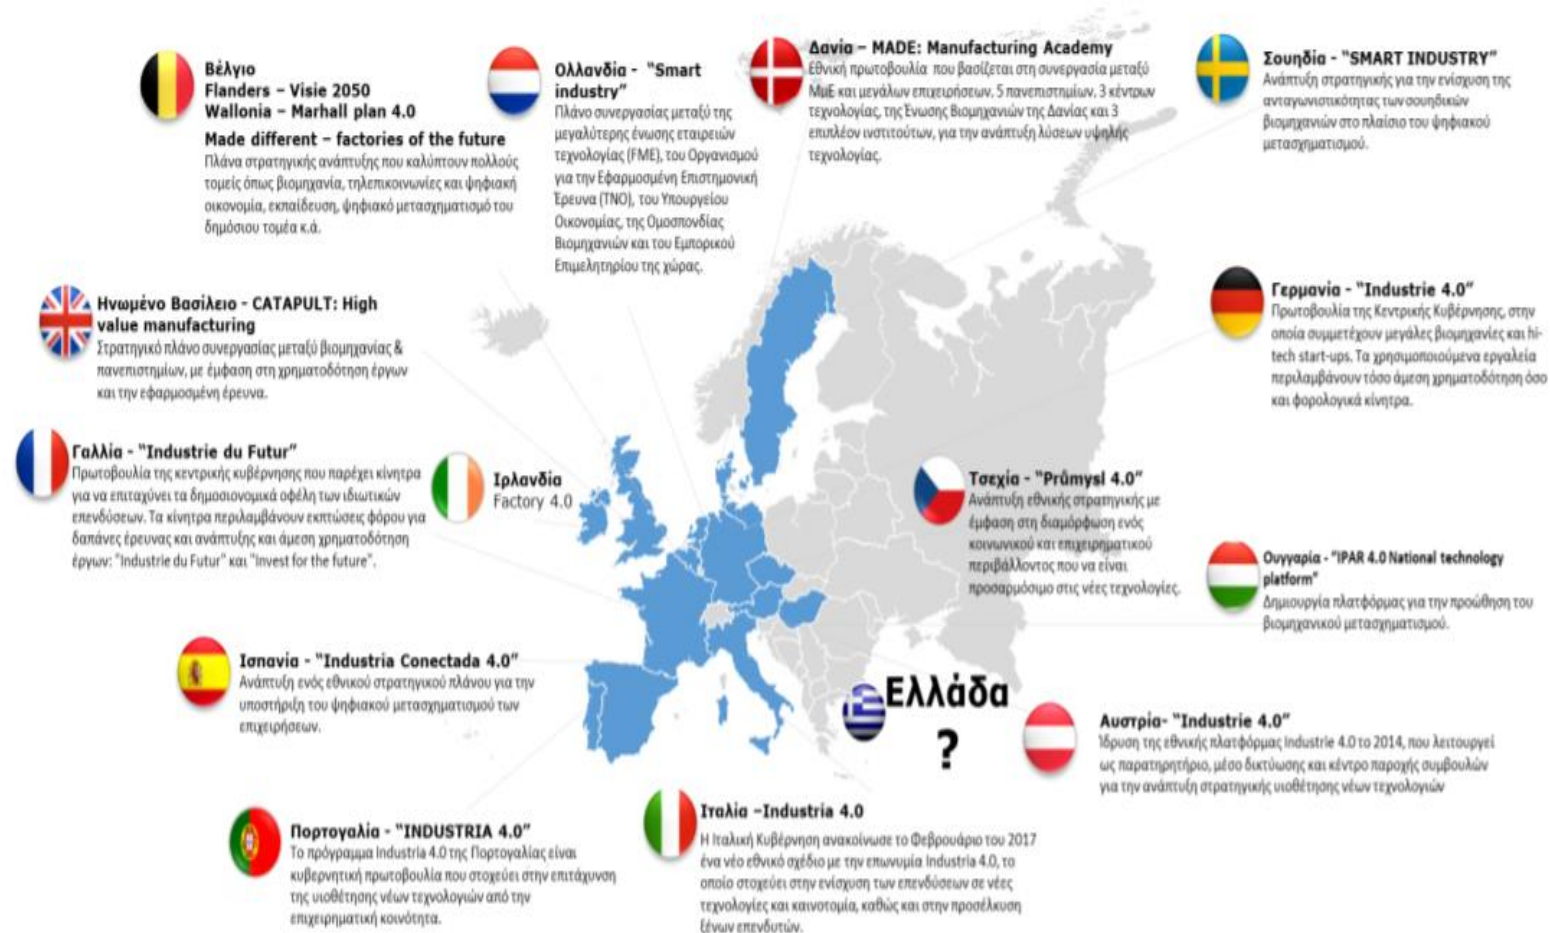 Βέλγιο
Flanders – Visie 2050
Wallonia – Marhall plan 4.0
Made different – factories of the future
Πλάνα στρατηγικής ανάπτυξης που καλύπτουν πολλούς
τομείς όπως βιομηχανία, τηλεπικοινωνίες και ψηφιακή
οικονομία, εκπαίδευση, ψηφιακό μετασχηματισμό του
δημόσιου τομέα κ.ά.
Ολλανδία - "Smart
industry"
Πλάνο συνεργασίας μεταξύ της
μεγαλύτερης ένωσης εταιρειών
τεχνολογίας (FME), του Οργανισμού
για την Εφαρμοσμένη Επιστημονική
Έρευνα (TNO), του Υπουργείου
Οικονομίας, της Ομοσπονδίας
Βιομηχανιών και του Εμπορικού
Επιμελητηρίου της χώρας.
Δανία – MADE: Manufacturing Academy
Εθνική πρωτοβουλία που βασίζεται στη συνεργασία μεταξύ
ΜμΕ και μεγάλων επιχειρήσεων, 5 πανεπιστημίων, 3 κέντρων
τεχνολογίας, της Ένωσης Βιομηχανιών της Δανίας και 3
επιπλέον ινστιτούτων, για την ανάπτυξη λύσεων υψηλής
τεχνολογίας.
Σουηδία - "SMART INDUSTRY"
Ανάπτυξη στρατηγικής για την ενίσχυση της
ανταγωνιστικότητας των σουηδικών
βιομηχανιών στο πλαίσιο του ψηφιακού
μετασχηματισμού.
Ηνωμένο Βασίλειο - CATAPULT: High
value manufacturing
Στρατηγικό πλάνο συνεργασίας μεταξύ βιομηχανίας &
πανεπιστημίων, με έμφαση στη χρηματοδότηση έργων
και την εφαρμοσμένη έρευνα.
Γερμανία - "Industrie 4.0"
Πρωτοβουλία της Κεντρικής Κυβέρνησης, στην
οποία συμμετέχουν μεγάλες βιομηχανίες και hi-
tech start-ups. Τα χρησιμοποιούμενα εργαλεία
περιλαμβάνουν τόσο άμεση χρηματοδότηση όσο
και φορολογικά κίνητρα.
Γαλλία - "Industrie du Futur"
Πρωτοβουλία της κεντρικής κυβέρνησης που παρέχει κίνητρα
για να επιταχύνει τα δημοσιονομικά οφέλη των ιδιωτικών
επενδύσεων. Τα κίνητρα περιλαμβάνουν εκπτώσεις φόρου για
δαπάνες έρευνας και ανάπτυξης και άμεση χρηματοδότηση
έργων: "Industrie du Futur" και "Invest for the future".
Ιρλανδία
Factory 4.0
Τσεχία - "Průmysl 4.0"
Ανάπτυξη εθνικής στρατηγικής με
έμφαση στη διαμόρφωση ενός
κοινωνικού και επιχειρηματικού
περιβάλλοντος που να είναι
προσαρμόσιμο στις νέες τεχνολογίες.
Ουγγαρία - "IPAR 4.0 National technology
platform"
Δημιουργία πλατφόρμας για την προώθηση του
βιομηχανικού μετασχηματισμού.
Ισπανία - "Industria Conectada 4.0"
Ανάπτυξη ενός εθνικού στρατηγικού πλάνου για την
υποστήριξη του ψηφιακού μετασχηματισμού των
επιχειρήσεων.
Ελλάδα
?
Αυστρία- "Industrie 4.0"
Ίδρυση της εθνικής πλατφόρμας Industrie 4.0 το 2014, που λειτουργεί
ως παρατηρητήριο, μέσο δικτύωσης και κέντρο παροχής συμβουλών
για την ανάπτυξη στρατηγικής υιοθέτησης νέων τεχνολογιών
Πορτογαλία - "INDUSTRIA 4.0"
Το πρόγραμμα Industria 4.0 της Πορτογαλίας είναι
κυβερνητική πρωτοβουλία που στοχεύει στην επιτάχυνση
της υιοθέτησης νέων τεχνολογιών από την
επιχειρηματική κοινότητα.
Ιταλία –Industria 4.0
Η Ιταλική Κυβέρνηση ανακοίνωσε το Φεβρουάριο του 2017
ένα νέο εθνικό σχέδιο με την επωνυμία Industria 4.0, το
οποίο στοχεύει στην ενίσχυση των επενδύσεων σε νέες
τεχνολογίες και καινοτομία, καθώς και στην προσέλκυση
ξένων επενδυτών.